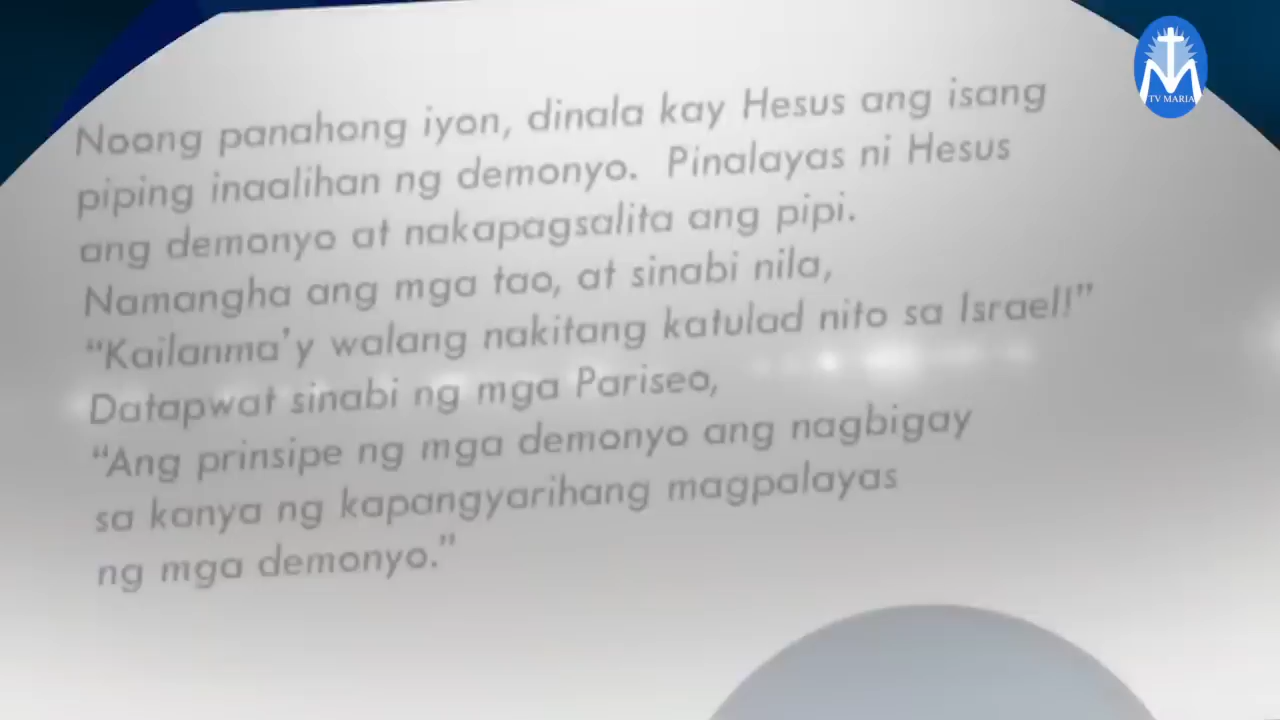 Noong panahong iyon, dinala kay Hesus ang isang
piping inaalihan ng demonyo. Pinalayas ni Hesus
ang demonyo at nakapagsalita ang pipi.
Namangha ang mga tao, at sinabi nila,
“Kailanma’y walang nakitang katulad nito sa Israel!”
Datapwat sinabi ng mga Pariseo,
“Ang prinsipe ng mga demonyo ang nagbigay
sa kanya ng kapangyarihang magpalayas
ng mga demonyo.”
TV MARIA